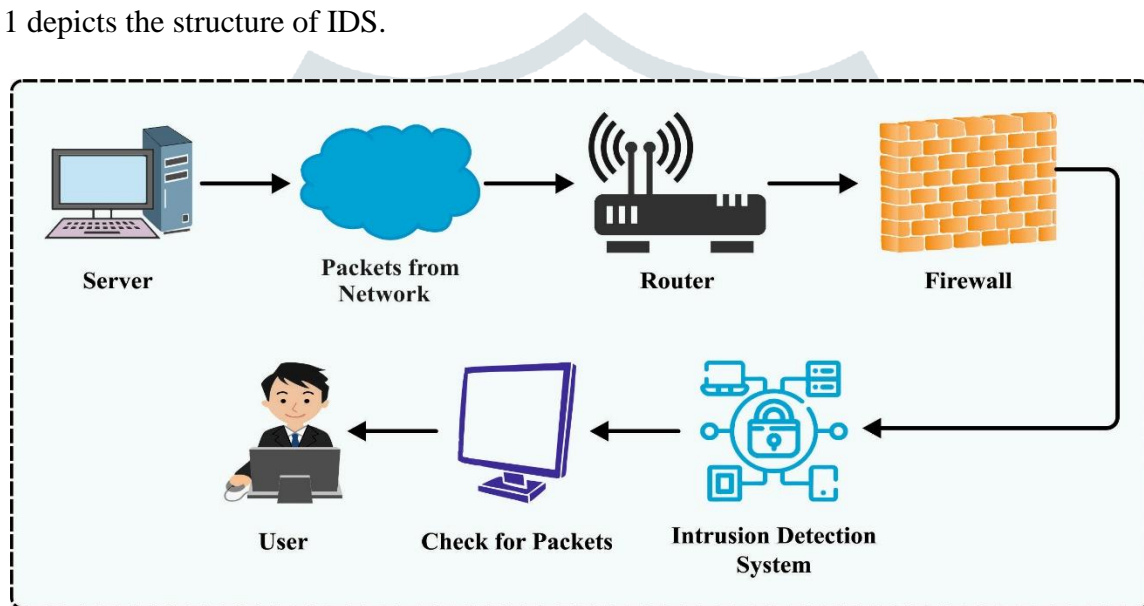 1 depicts the structure of IDS.
Server
Packets from
Network
Router
Firewall
User
Check for Packets
Intrusion Detection
System